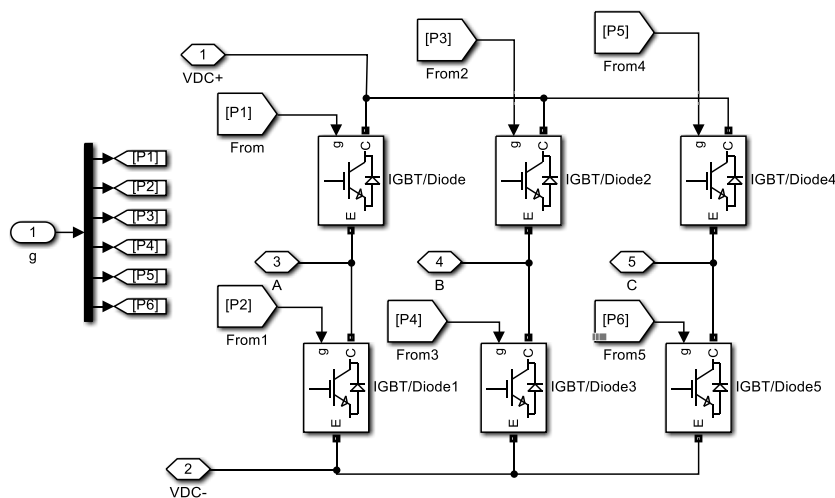 1
VDC+
[P3]
From2
[P5]
From4
[P1]
From
g
C
IGBT/Diode
E
g
C
IGBT/Diode2
E
g
C
IGBT/Diode4
E
[P1]
[P2]
[P3]
[P4]
[P5]
[P6]
1
g
3
A
4
B
5
C
[P2]
From1
[P4]
From3
[P6]
From5
g
C
IGBT/Diode1
E
g
C
IGBT/Diode3
E
g
C
IGBT/Diode5
E
2
VDC-